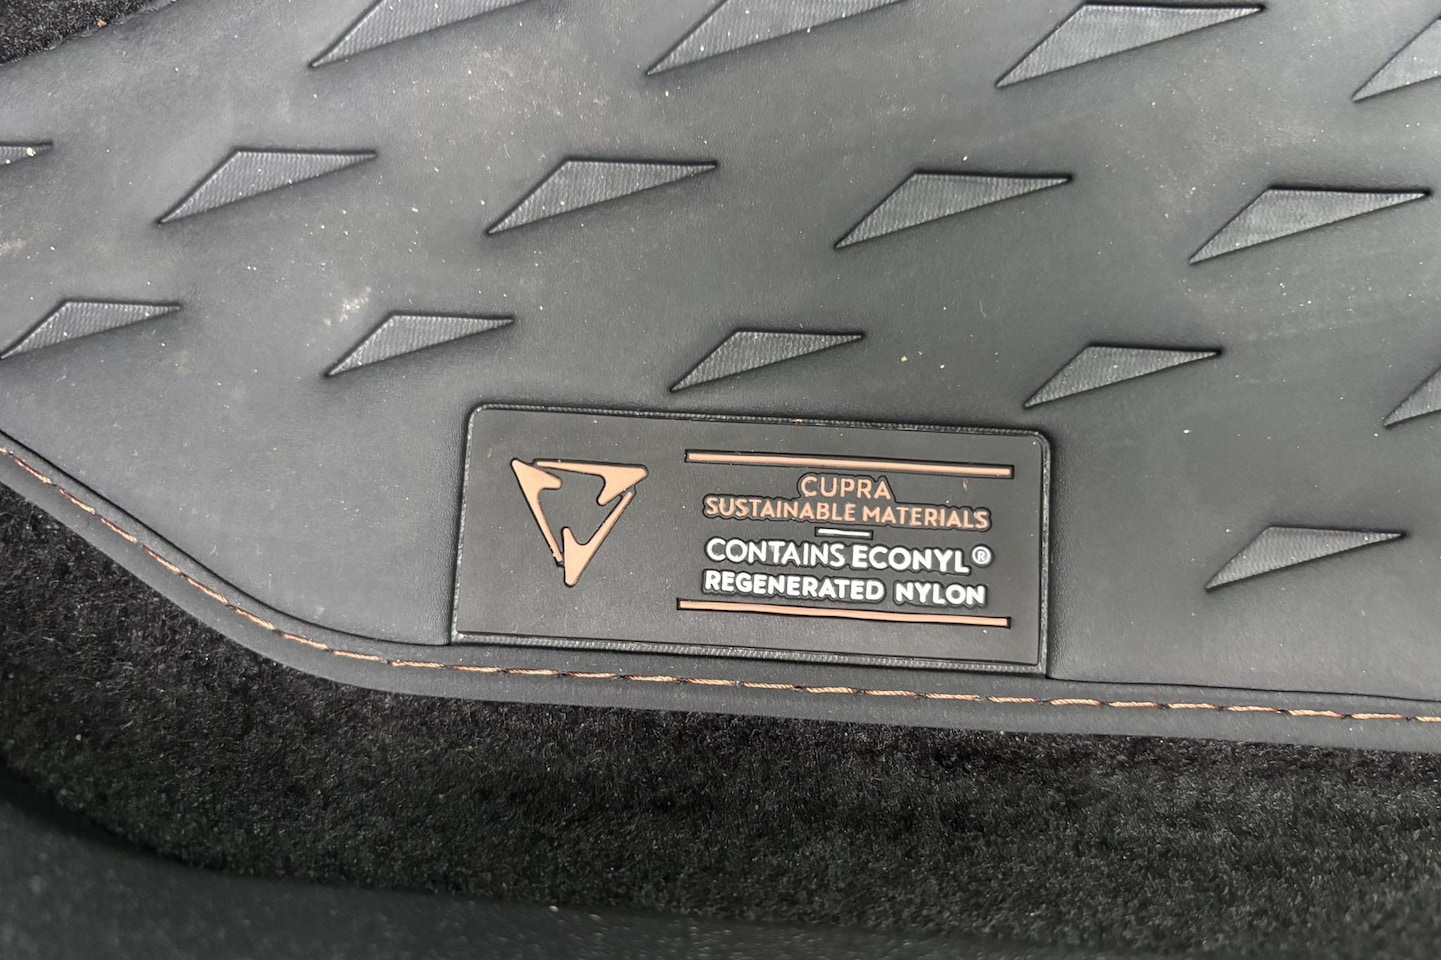 CUPRA
SUSTAINABLE MATERIALS
CONTAINS ECONYL®
REGENERATED NYLON